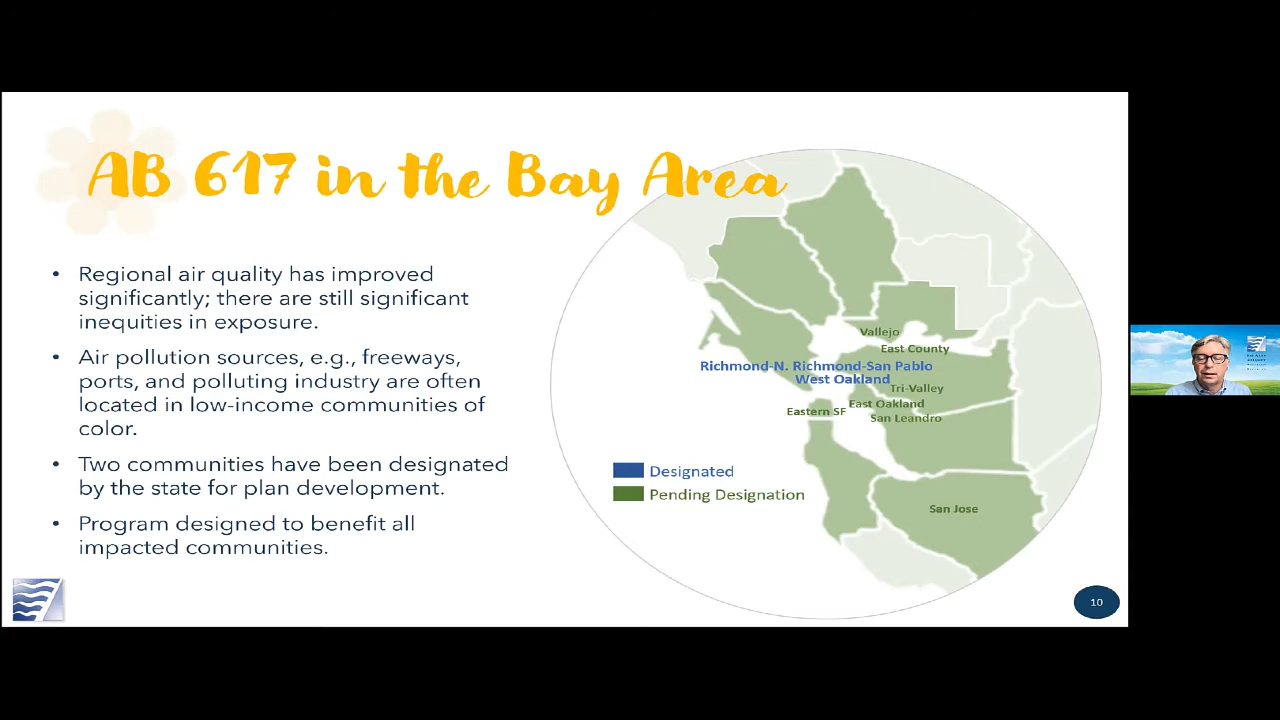 AB 617 in the Bay Area
• Regional air quality has improved
significantly; there are still significant
inequities in exposure.
• Air pollution sources, e.g., freeways,
ports, and polluting industry are often
located in low-income communities of
color.
• Two communities have been designated
by the state for plan development.
• Program designed to benefit all
impacted communities.
Vallejo
East County
Richmond-N. Richmond-San Pablo
West Oakland
Tri-Valley
East Oakland
Eastern SF
San Leandro
Designated
Pending Designation
San Jose
10